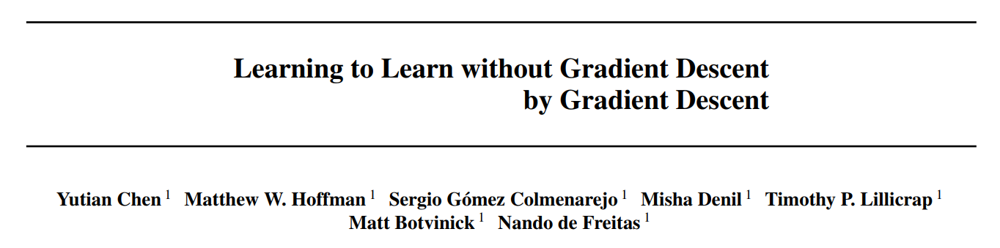 Learning to Learn without Gradient Descent
by Gradient Descent
Yutian Chen 1 Matthew W. Hoffman 1 Sergio Gómez Colmenarejo 1 Misha Denil 1 Timothy P. Lillicrap 1
Matt Botvinick 1 Nando de Freitas 1